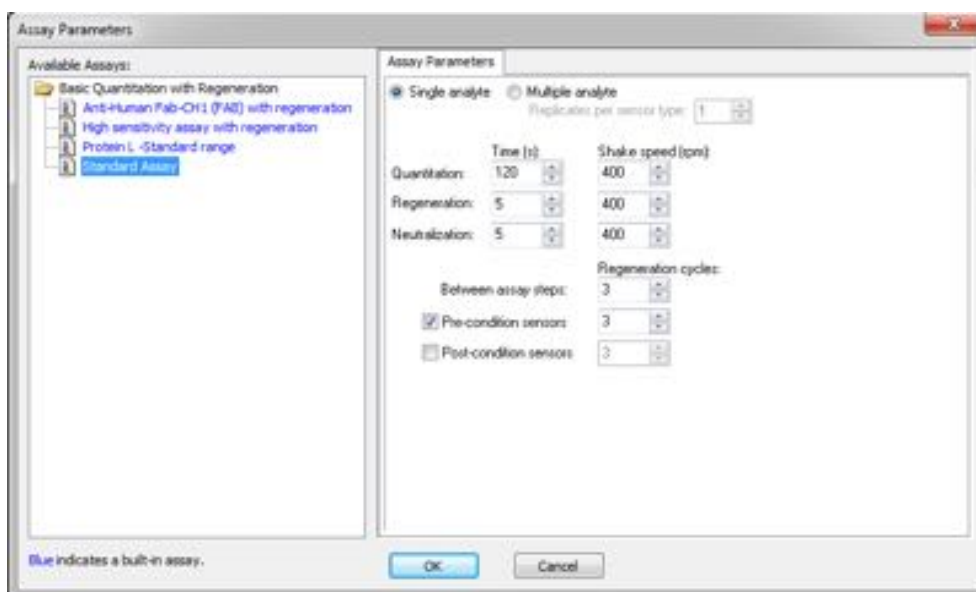 Assay Parameters
Available Assays:
Basic Quantitation with Regeneration
Anti-Human Fab-CH1 (FAB) with regeneration
High sensitivity assay with regeneration
Protein L -Standard range
Standard Assay
Blue indicates a built-in assay.
Assay Parameters
Single analyte Multiple analyte
Replicates per sensor type: 1
Time (s): Shake speed (rpm):
Quantitation: 120 400
Regeneration: 5 400
Neutralization: 5 400
Regeneration cycles:
Between assay steps: 3
Pre-condition sensors 3
Post-condition sensors 3
OK Cancel